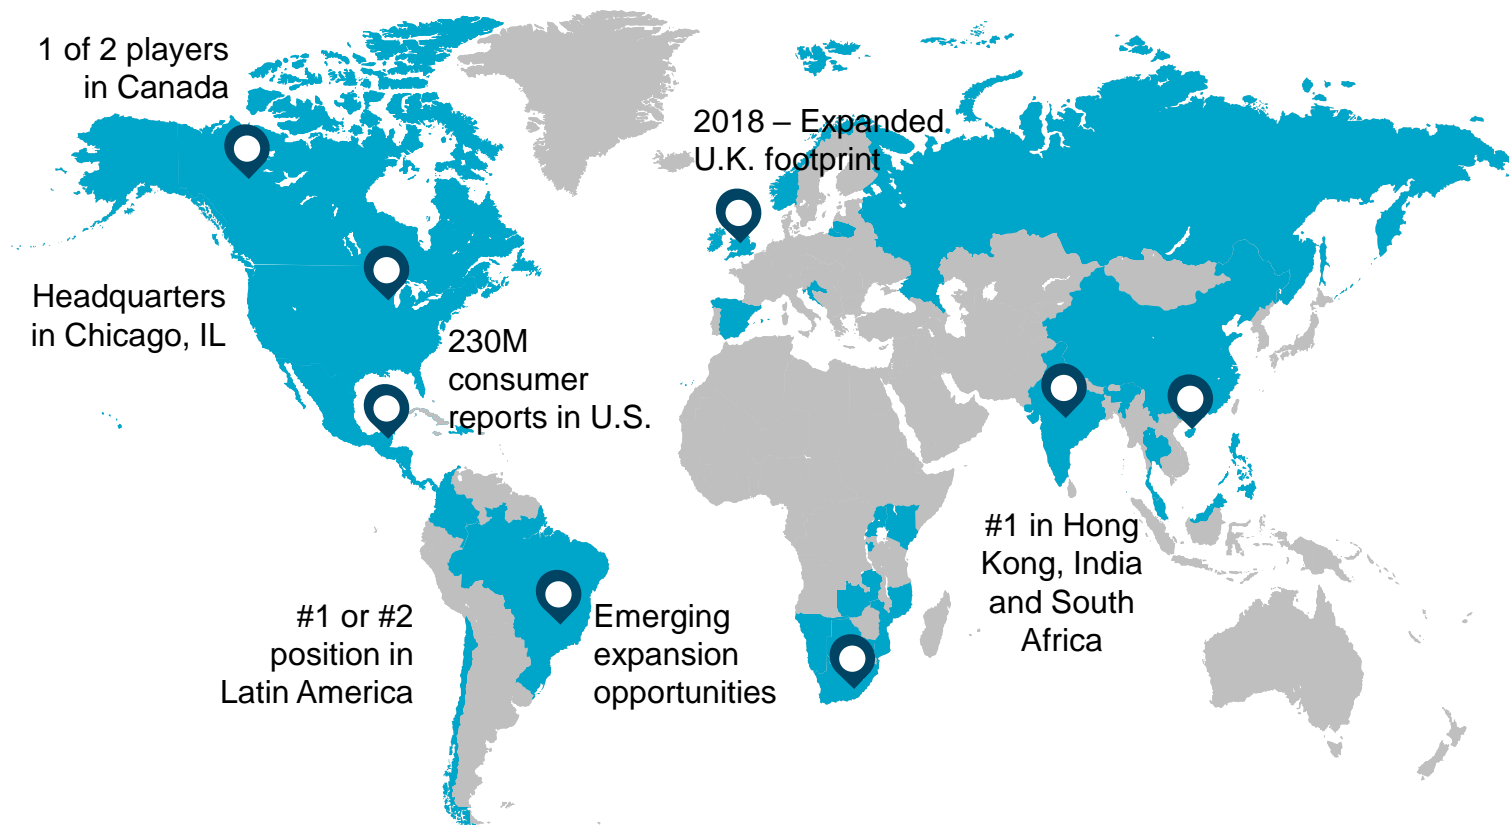 1 of 2 players
in Canada
2018 – Expanded
U.K. footprint
Headquarters
in Chicago, IL
230M
consumer
reports in U.S.
#1 in Hong
Kong, India
and South
Africa
#1 or #2
position in
Latin America
Emerging
expansion
opportunities